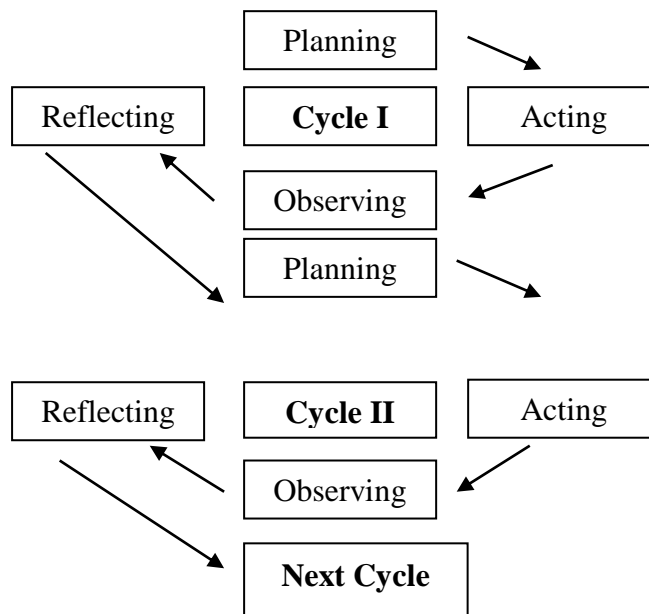 Planning
Reflecting
Cycle I
Acting
Observing
Planning
Reflecting
Cycle II
Acting
Observing
Next Cycle